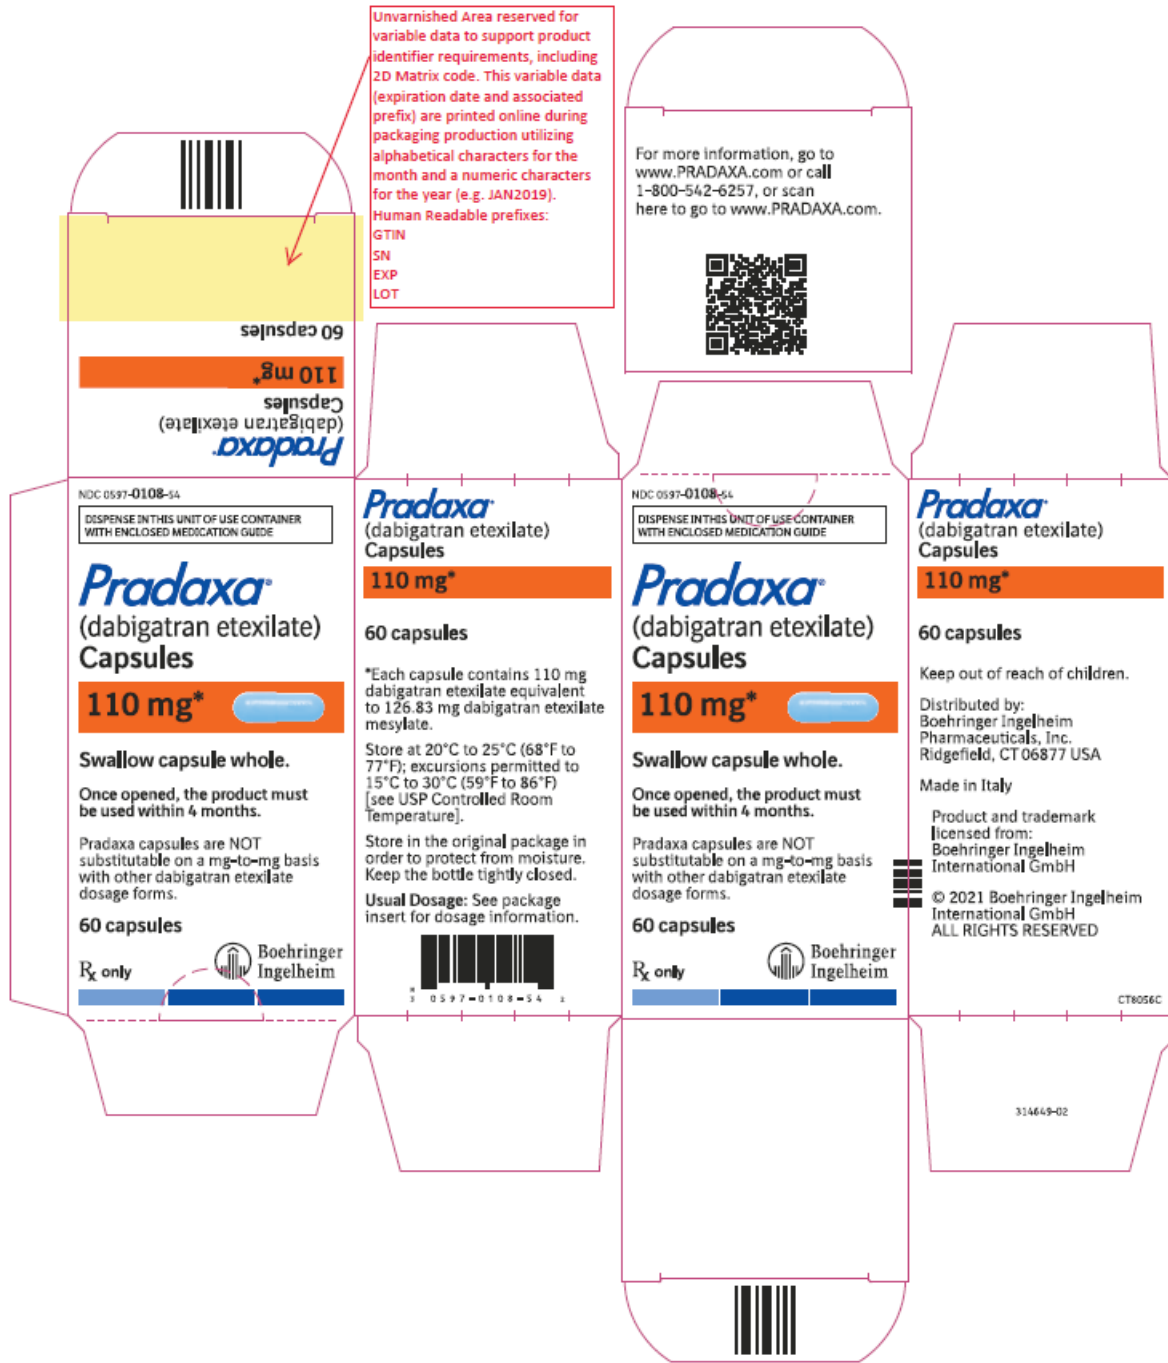 Unvarnished Area reserved for
variable data to support product
identifier requirements, including
2D Matrix code. This variable data
(expiration date and associated
prefix) are printed online during
packaging production utilizing
alphabetical characters for the
month and a numeric characters
for the year (e.g. JAN2019).
Human Readable prefixes:
GTIN
SN
EXP
LOT
For more information, go to
www.PRADAXA.com or call
1-800-542-6257, or scan
here to go to www.PRADAXA.com.
Pradaxa®
(dabigatran etexilate)
Capsules
110 mg*
60 capsules
NDC 0597-0108-54
DISPENSE IN THIS UNIT OF USE CONTAINER
WITH ENCLOSED MEDICATION GUIDE
Pradaxa®
(dabigatran etexilate)
Capsules
110 mg*
Swallow capsule whole.
Once opened, the product must
be used within 4 months.
Pradaxa capsules are NOT
substitutable on a mg-to-mg basis
with other dabigatran etexilate
dosage forms.
60 capsules
Rx only
Boehringer
Ingelheim
Pradaxa®
(dabigatran etexilate)
Capsules
110 mg*
60 capsules
*Each capsule contains 110 mg
dabigatran etexilate equivalent
to 126.83 mg dabigatran etexilate
mesylate.
Store at 20°C to 25°C (68°F to
77°F); excursions permitted to
15°C to 30°C (59°F to 86°F)
[see USP Controlled Room
Temperature].
Store in the original package in
order to protect from moisture.
Keep the bottle tightly closed.
Usual Dosage: See package
insert for dosage information.
N
3 0597-0108-54 2
NDC 0597-0108-54
DISPENSE IN THIS UNIT OF USE CONTAINER
WITH ENCLOSED MEDICATION GUIDE
Pradaxa®
(dabigatran etexilate)
Capsules
110 mg*
Swallow capsule whole.
Once opened, the product must
be used within 4 months.
Pradaxa capsules are NOT
substitutable on a mg-to-mg basis
with other dabigatran etexilate
dosage forms.
60 capsules
Rx only
Boehringer
Ingelheim
Pradaxa®
(dabigatran etexilate)
Capsules
110 mg*
60 capsules
Keep out of reach of children.
Distributed by:
Boehringer Ingelheim
Pharmaceuticals, Inc.
Ridgefield, CT 06877 USA
Made in Italy
Product and trademark
licensed from:
Boehringer Ingelheim
International GmbH
© 2021 Boehringer Ingelheim
International GmbH
ALL RIGHTS RESERVED
CT8056C
314649-02